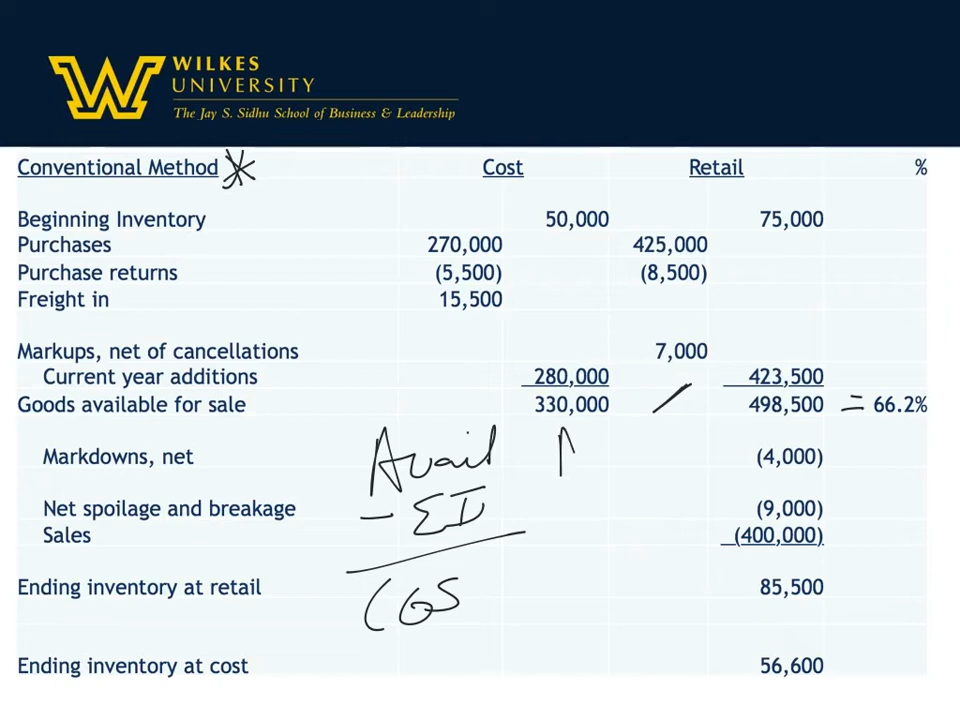 WILKES
UNIVERSITY
The Jay S. Sidhu School of Business & Leadership
Conventional Method Cost Retail %
Beginning Inventory 50,000 75,000
Purchases 270,000 425,000
Purchase returns (5,500) (8,500)
Freight in 15,500
Markups, net of cancellations 7,000
Current year additions 280,000 423,500
Goods available for sale 330,000 / 498,500 = 66.2%
Markdowns, net (4,000)
Avail
Net spoilage and breakage (9,000)
- EI
Sales (400,000)
Ending inventory at retail 85,500
CGS
Ending inventory at cost 56,600